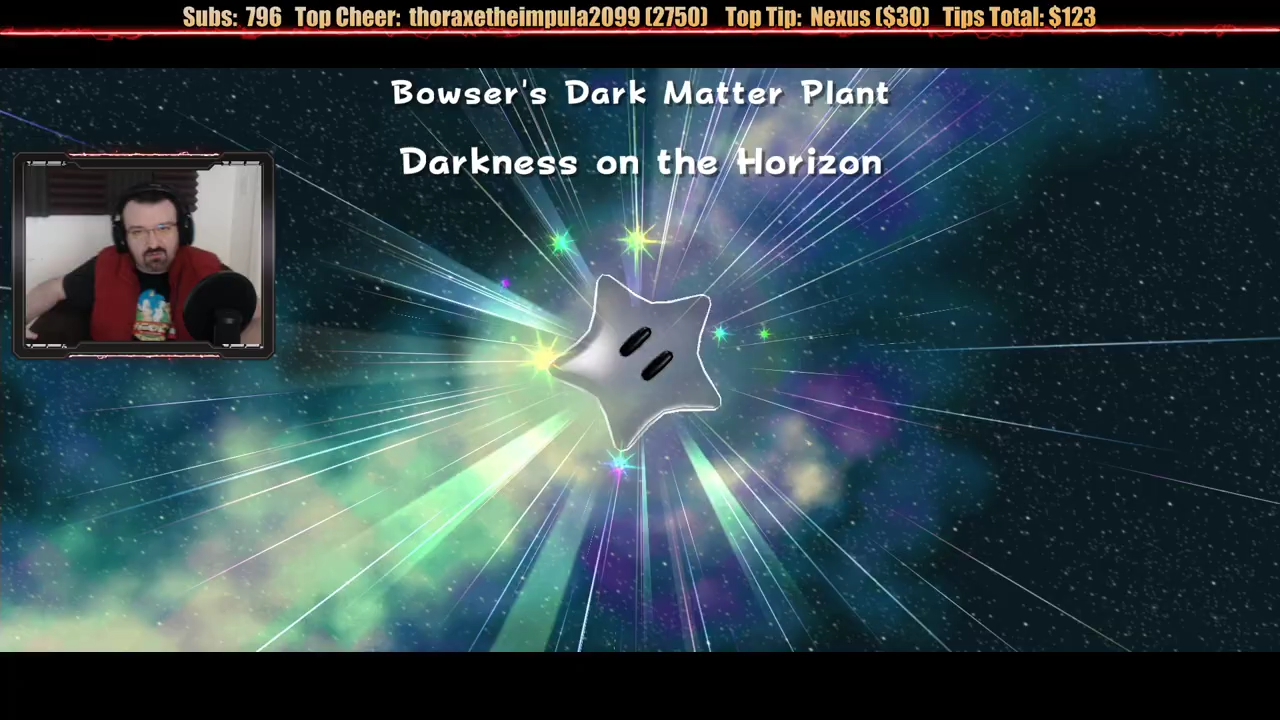 Subs: 796 Top Cheer: thoraxetheimpula2099 (2750) Top Tip: Nexus ($30) Tips Total: $123
Bowser's Dark Matter Plant
Darkness on the Horizon